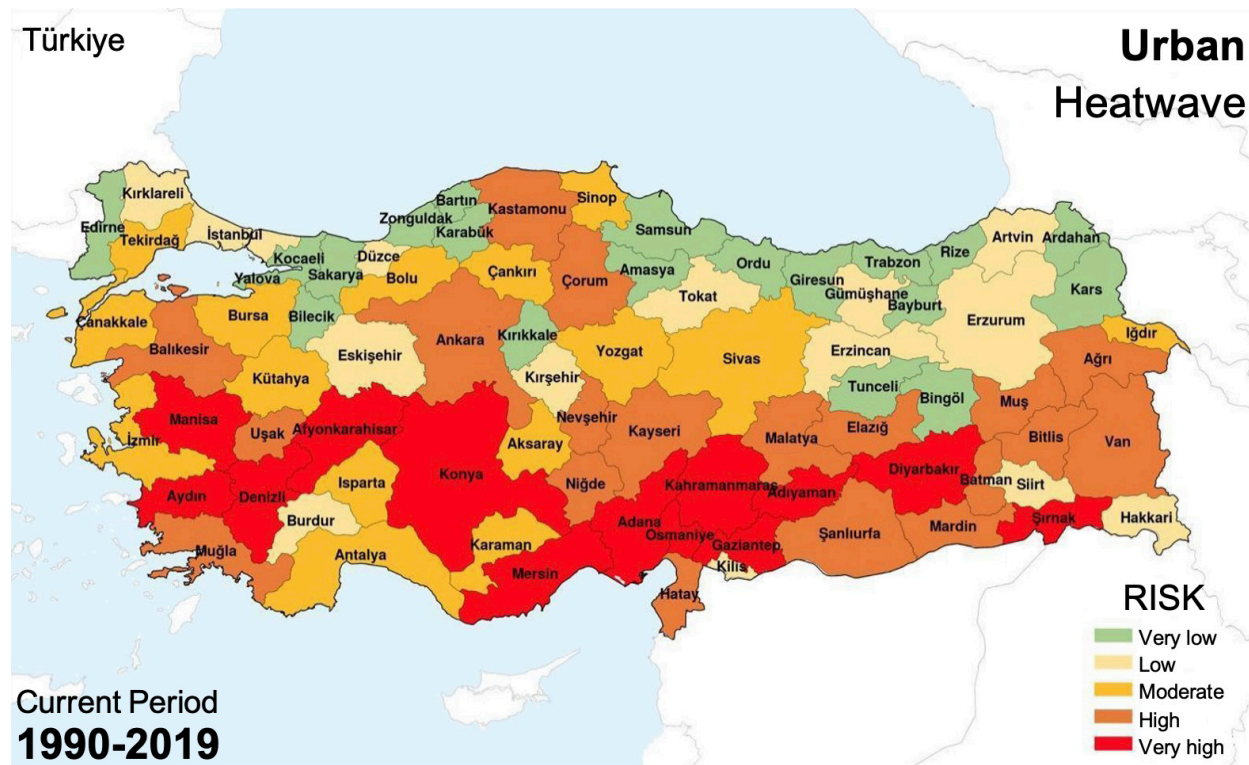 Türkiye
Urban
Heatwave
Kırklareli
Edirne
Tekirdağ
İstanbul
Kocaeli
Yalova
Sakarya
Düzce
Bolu
Zonguldak
Bartın
Karabük
Kastamonu
Sinop
Samsun
Çankırı
Çorum
Amasya
Tokat
Ordu
Giresun
Gümüşhane
Trabzon
Bayburt
Rize
Artvin
Ardahan
Kars
Erzurum
Iğdır
Ağrı
Çanakkale
Balıkesir
Bursa
Bilecik
Kütahya
Eskişehir
Ankara
Kırıkkale
Kırşehir
Yozgat
Sivas
Erzincan
Tunceli
Bingöl
Muş
Manisa
Uşak
Afyonkarahisar
İzmir
Konya
Aksaray
Nevşehir
Kayseri
Malatya
Elazığ
Bitlis
Van
Aydın
Denizli
Isparta
Burdur
Niğde
Kahramanmaraş
Adıyaman
Diyarbakır
Batman
Siirt
Şırnak
Hakkari
Muğla
Antalya
Karaman
Mersin
Adana
Osmaniye
Gaziantep
Kilis
Hatay
Şanlıurfa
Mardin
RISK
Very low
Low
Moderate
High
Very high
Current Period
1990-2019